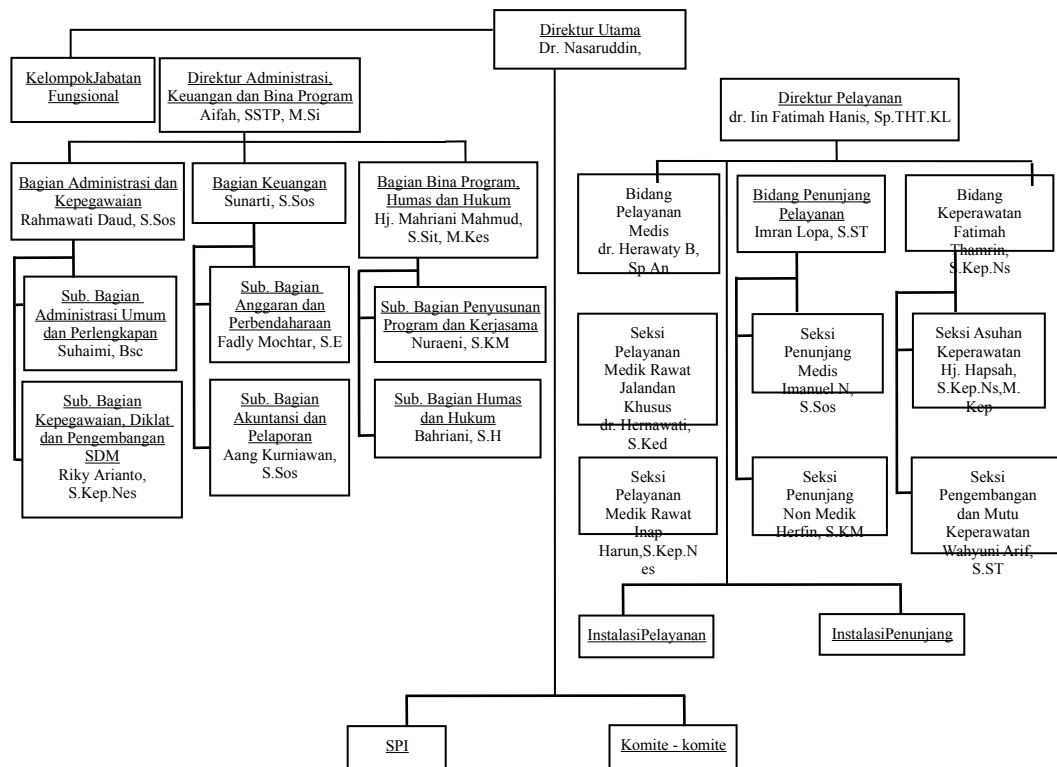 Direktur Utama
Dr. Nasaruddin,
KelompokJabatan
Fungsional
Direktur Administrasi,
Keuangan dan Bina Program
Aifah, SSTP, M.Si
Direktur Pelayanan
dr. Iin Fatimah Hanis, Sp.THT.KL
Bagian Administrasi dan
Kepegawaian
Rahmawati Daud, S.Sos
Bagian Keuangan
Sunarti, S.Sos
Bagian Bina Program,
Humas dan Hukum
Hj. Mahriani Mahmud,
S.Sit, M.Kes
Bidang
Pelayanan
Medis
dr. Herawaty B,
Sp An
Bidang Penunjang
Pelayanan
Imran Lopa, S.ST
Bidang
Keperawatan
Fatimah
Thamrin,
S.Kep.Ns
Sub. Bagian
Administrasi Umum
dan Perlengkapan
Suhaimi, Bsc
Sub. Bagian
Anggaran dan
Perbendaharaan
Fadly Mochtar, S.E
Sub. Bagian Penyusunan
Program dan Kerjasama
Nuraeni, S.KM
Seksi
Pelayanan
Medik Rawat
Jalandan
Khusus
dr. Hernawati,
S.Ked
Seksi
Penunjang
Medis
Imanuel N,
S.Sos
Seksi Asuhan
Keperawatan
Hj. Hapsah,
S.Kep.Ns,M.
Kep
Sub. Bagian
Kepegawaian, Diklat
dan Pengembangan
SDM
Riky Arianto,
S.Kep.Nes
Sub. Bagian
Akuntansi dan
Pelaporan
Aang Kurniawan,
S.Sos
Sub. Bagian Humas
dan Hukum
Bahriani, S.H
Seksi
Pelayanan
Medik Rawat
Inap
Harun,S.Kep.N
es
Seksi
Penunjang
Non Medik
Herfin, S.KM
Seksi
Pengembangan
dan Mutu
Keperawatan
Wahyuni Arif,
S.ST
InstalasiPelayanan
InstalasiPenunjang
SPI
Komite - komite